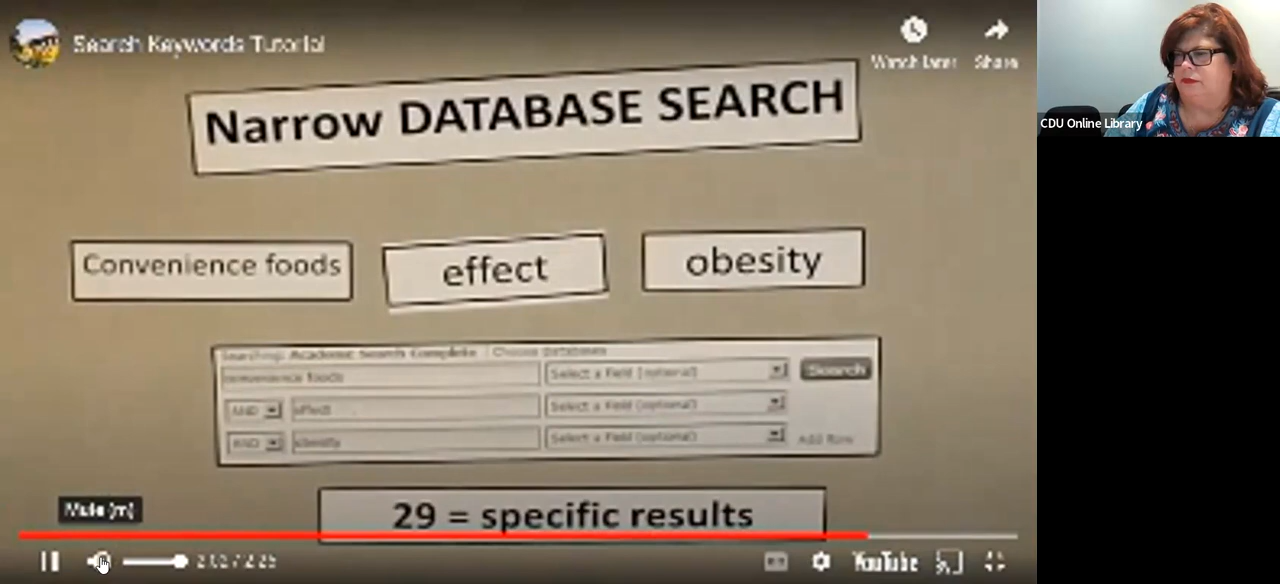 Search Keywords Tutorial
Watch later
Share
CDU Online Library
Narrow DATABASE SEARCH
Convenience foods
effect
obesity
Searching: Academic Search Complete | Choose Databases
convenience foods
Select a Field (optional)
Search
AND
effect
Select a Field (optional)
AND
obesity
Select a Field (optional)
Add Row
29 = specific results
Mute (m)
YouTube